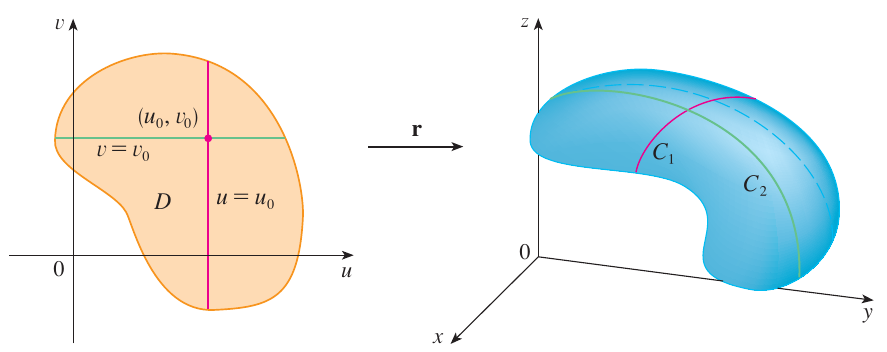 v
(u₀, v₀)
v = v₀
D
u = u₀
0
u
r
z
C₁
C₂
0
x
y